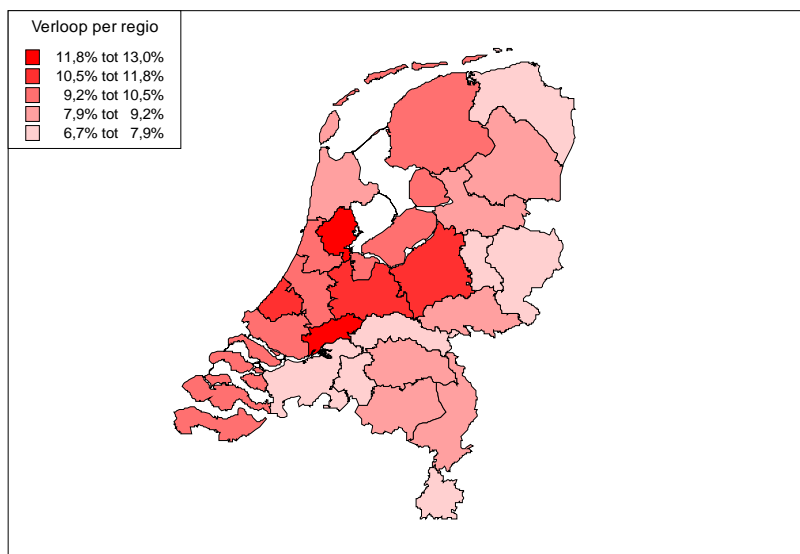 Verloop per regio
11,8% tot 13,0%
10,5% tot 11,8%
9,2% tot 10,5%
7,9% tot 9,2%
6,7% tot 7,9%